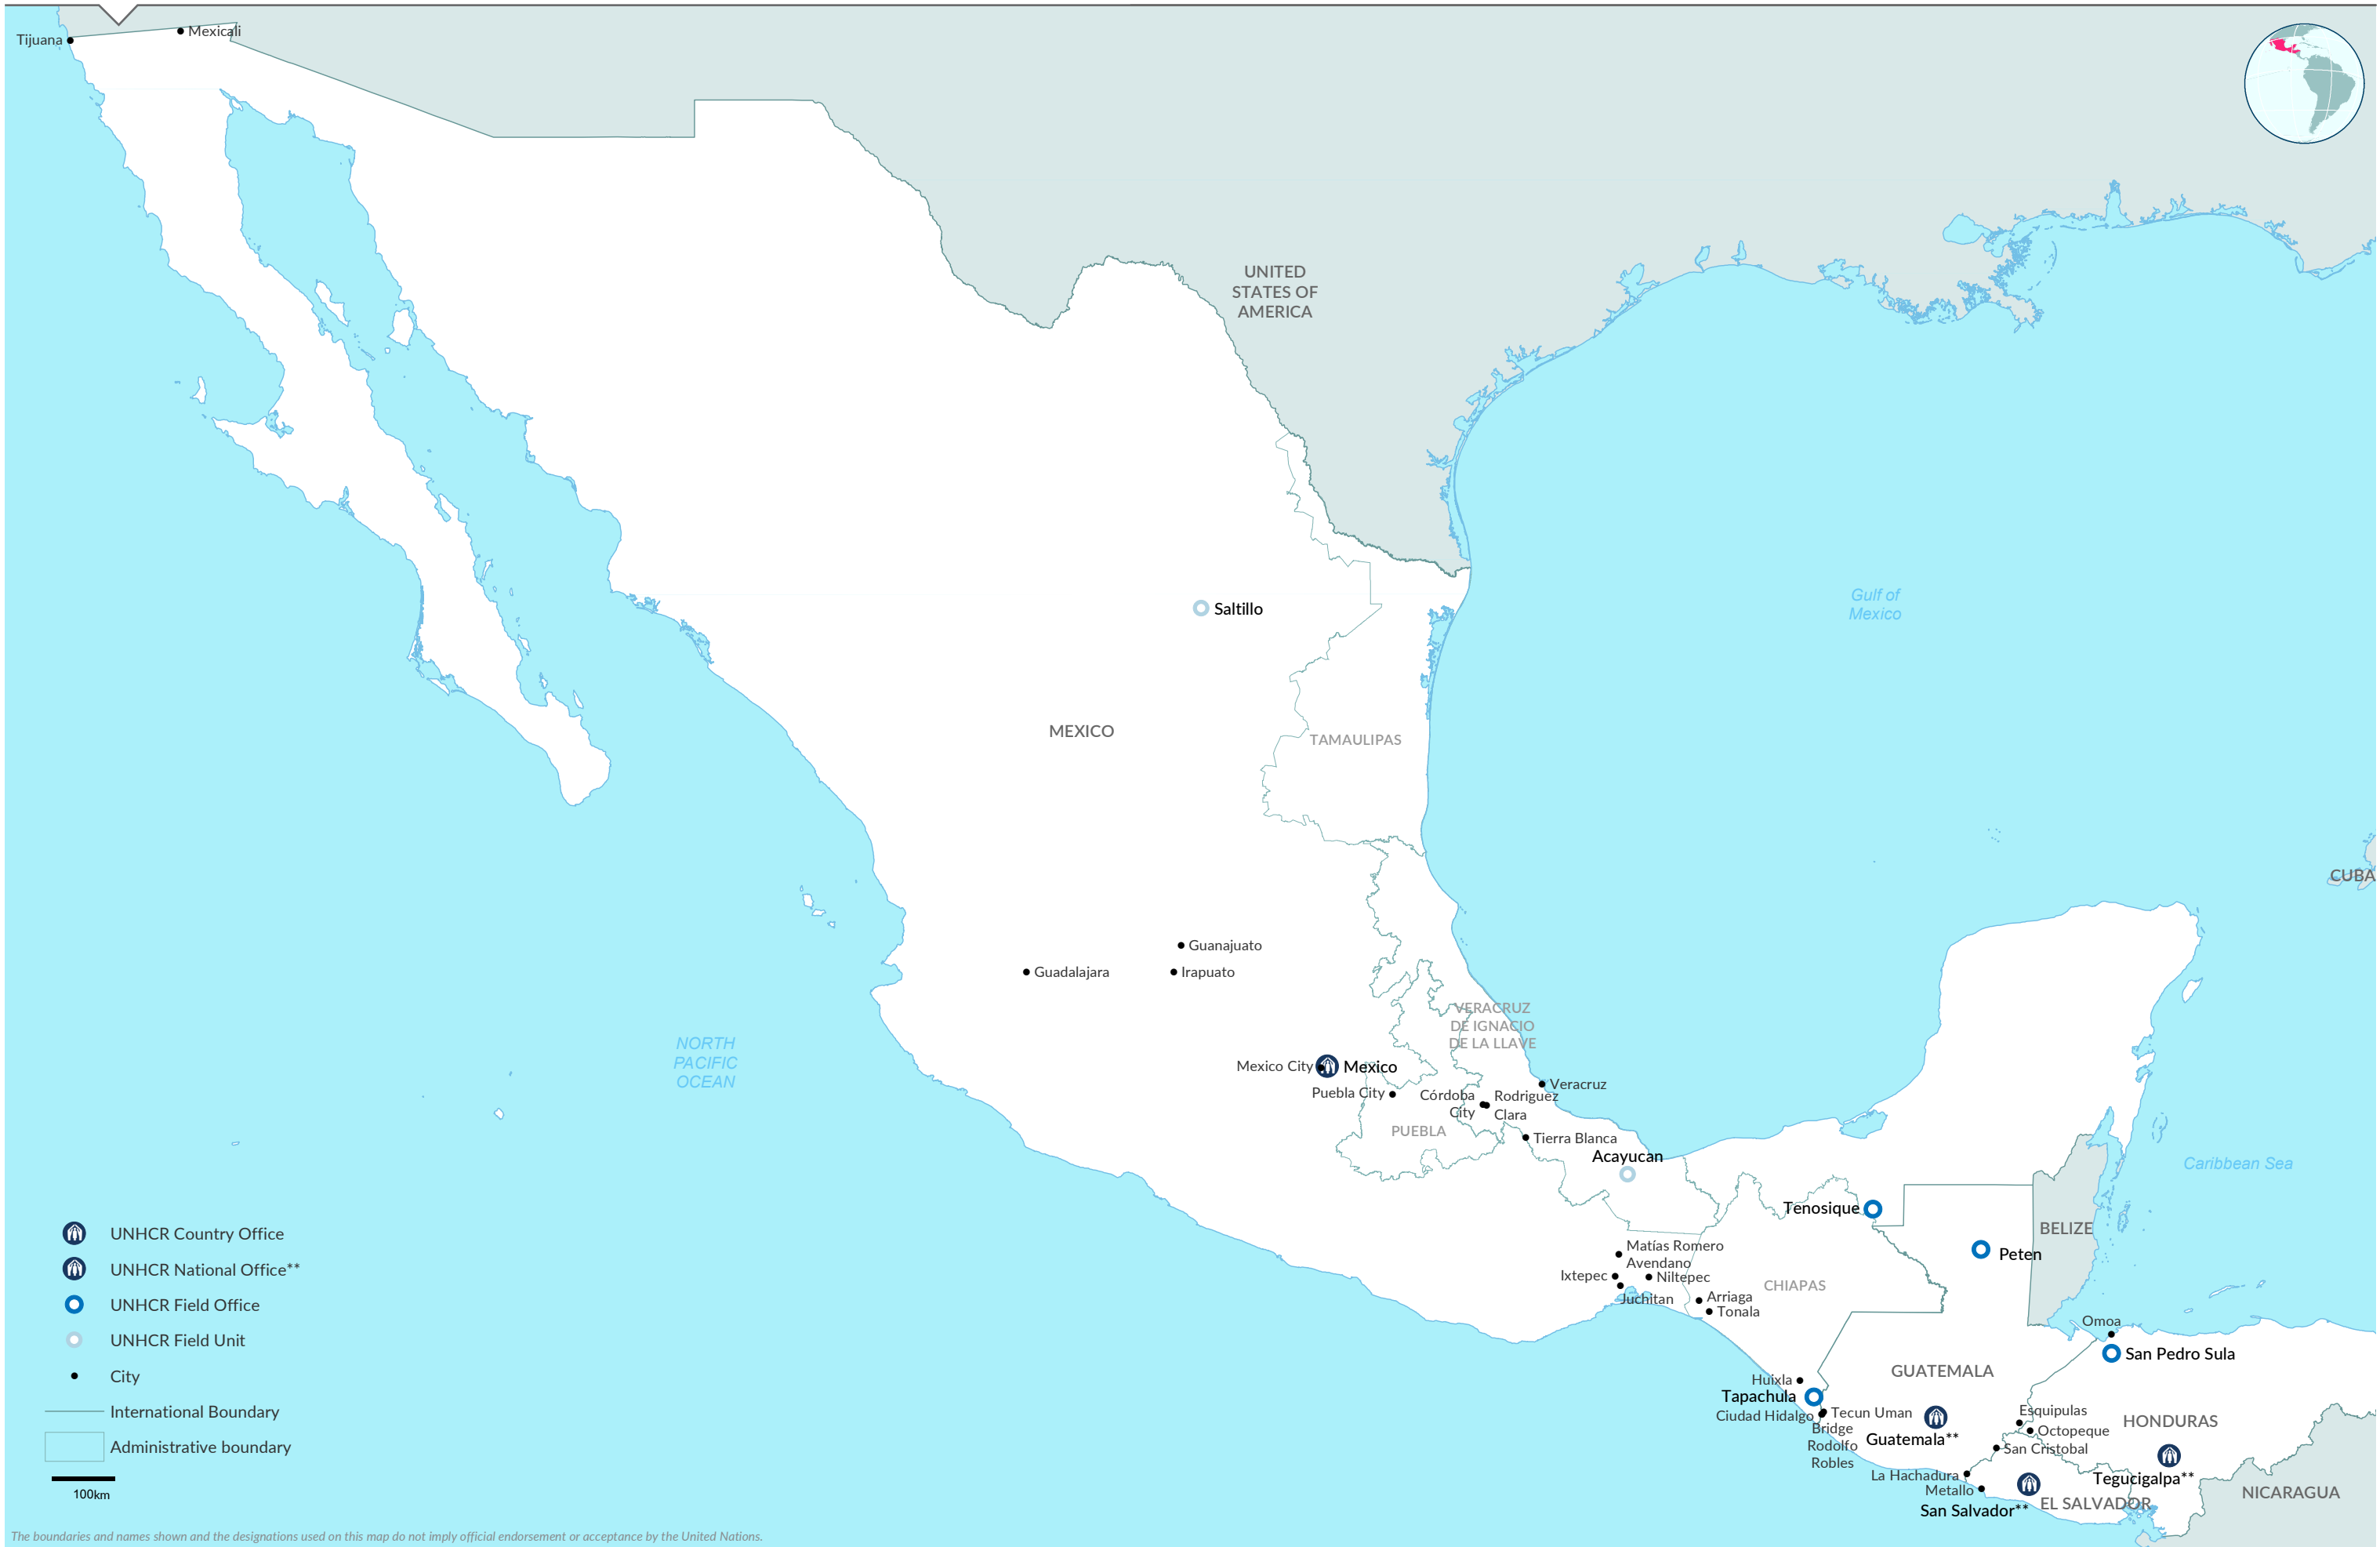 Tijuana
Mexicali
UNITED
STATES OF
AMERICA
Gulf of
Mexico
Saltillo
MEXICO
TAMAULIPAS
CUBA
Guanajuato
Guadalajara
Irapuato
VERACRUZ
DE IGNACIO
DE LA LLAVE
NORTH
PACIFIC
OCEAN
Mexico City
Mexico
Veracruz
Puebla City
Córdoba
City
Rodriguez
Clara
PUEBLA
Tierra Blanca
Acayucan
Caribbean Sea
Tenosique
BELIZE
Peten
Matías Romero
Avendano
Ixtepec
Niltepec
Juchitan
CHIAPAS
Arriaga
Tonala
Omoa
San Pedro Sula
GUATEMALA
Huixla
Tapachula
Ciudad Hidalgo
Tecun Uman
Bridge
Rodolfo
Robles
Guatemala**
Esquipulas
HONDURAS
Octopeque
San Cristobal
La Hachadura
Metallo
Tegucigalpa**
San Salvador**
EL SALVADOR
NICARAGUA
UNHCR Country Office
UNHCR National Office**
UNHCR Field Office
UNHCR Field Unit
City
International Boundary
Administrative boundary
100km
The boundaries and names shown and the designations used on this map do not imply official endorsement or acceptance by the United Nations.